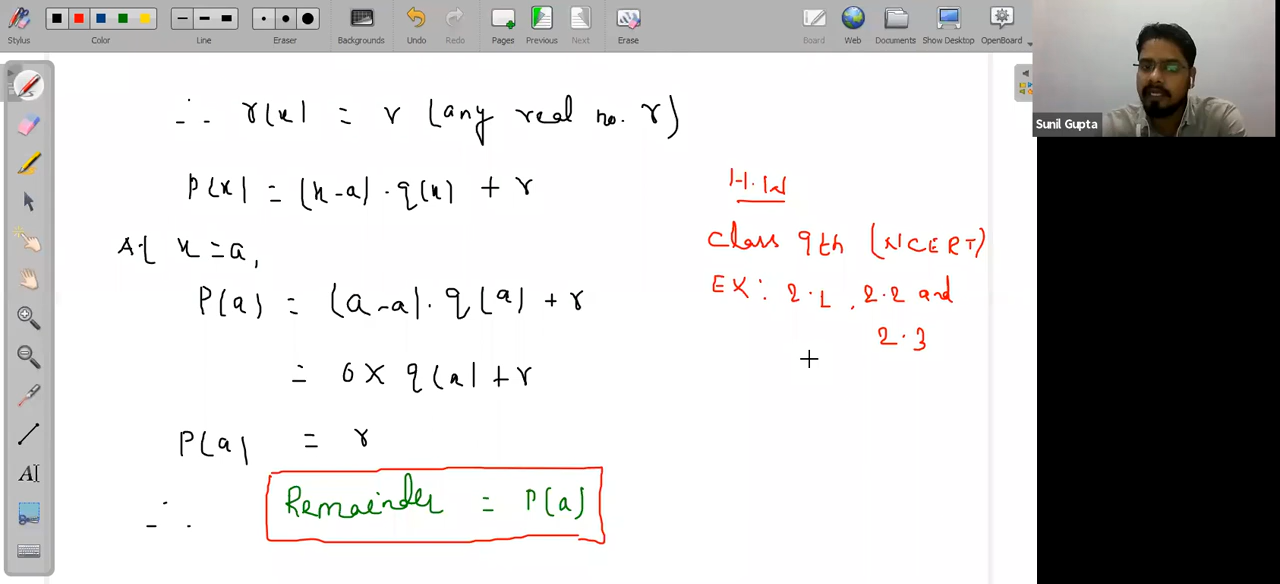 Stylus Color Line Eraser Backgrounds Undo Redo Pages Previous Next Erase Board Web Documents Show Desktop OpenBoard
Sunil Gupta
∴ r(x) = r (any real no. r)
P(x) = (x-a) · q(x) + r
At x = a,
P(a) = (a-a) · q(a) + r
= 0 × q(a) + r
P(a) = r
∴ Remainder = P(a)
H.W
Class 9th (NCERT)
EX: 2.1, 2.2 and
2.3
AI